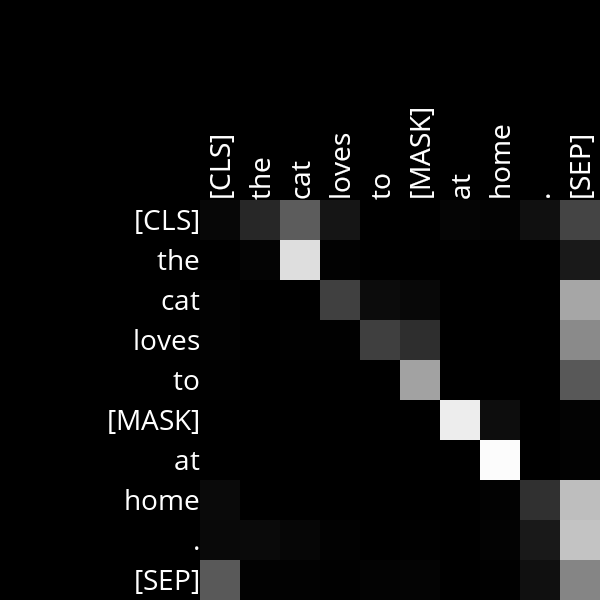 [CLS] the cat loves to [MASK] at home . [SEP]
[CLS]
the
cat
loves
to
[MASK]
at
home
.
[SEP]